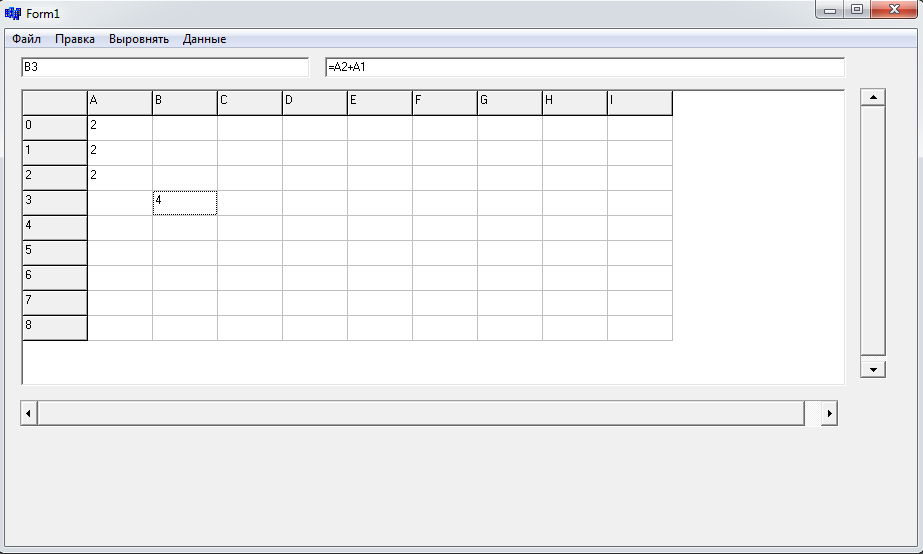 Form1
Файл Правка Выровнять Данные
B3 =A2+A1
A B C D E F G H I
0 2
1 2
2 2
3 4
4
5
6
7
8